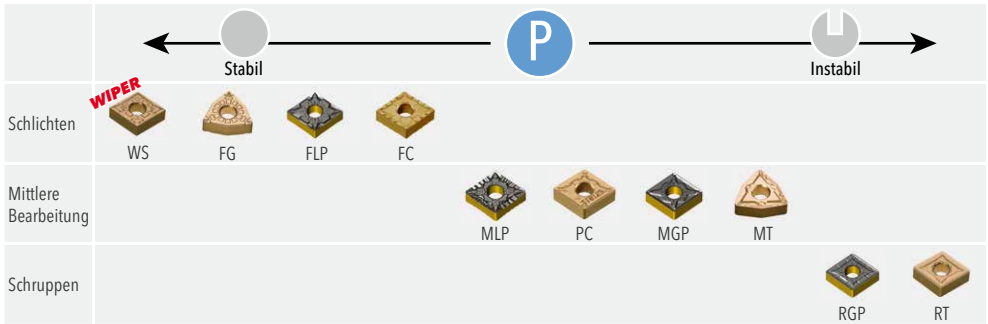 P
Stabil
Instabil
WIPER
Schlichten
WS
FG
FLP
FC
Mittlere
Bearbeitung
MLP
PC
MGP
MT
Schruppen
RGP
RT